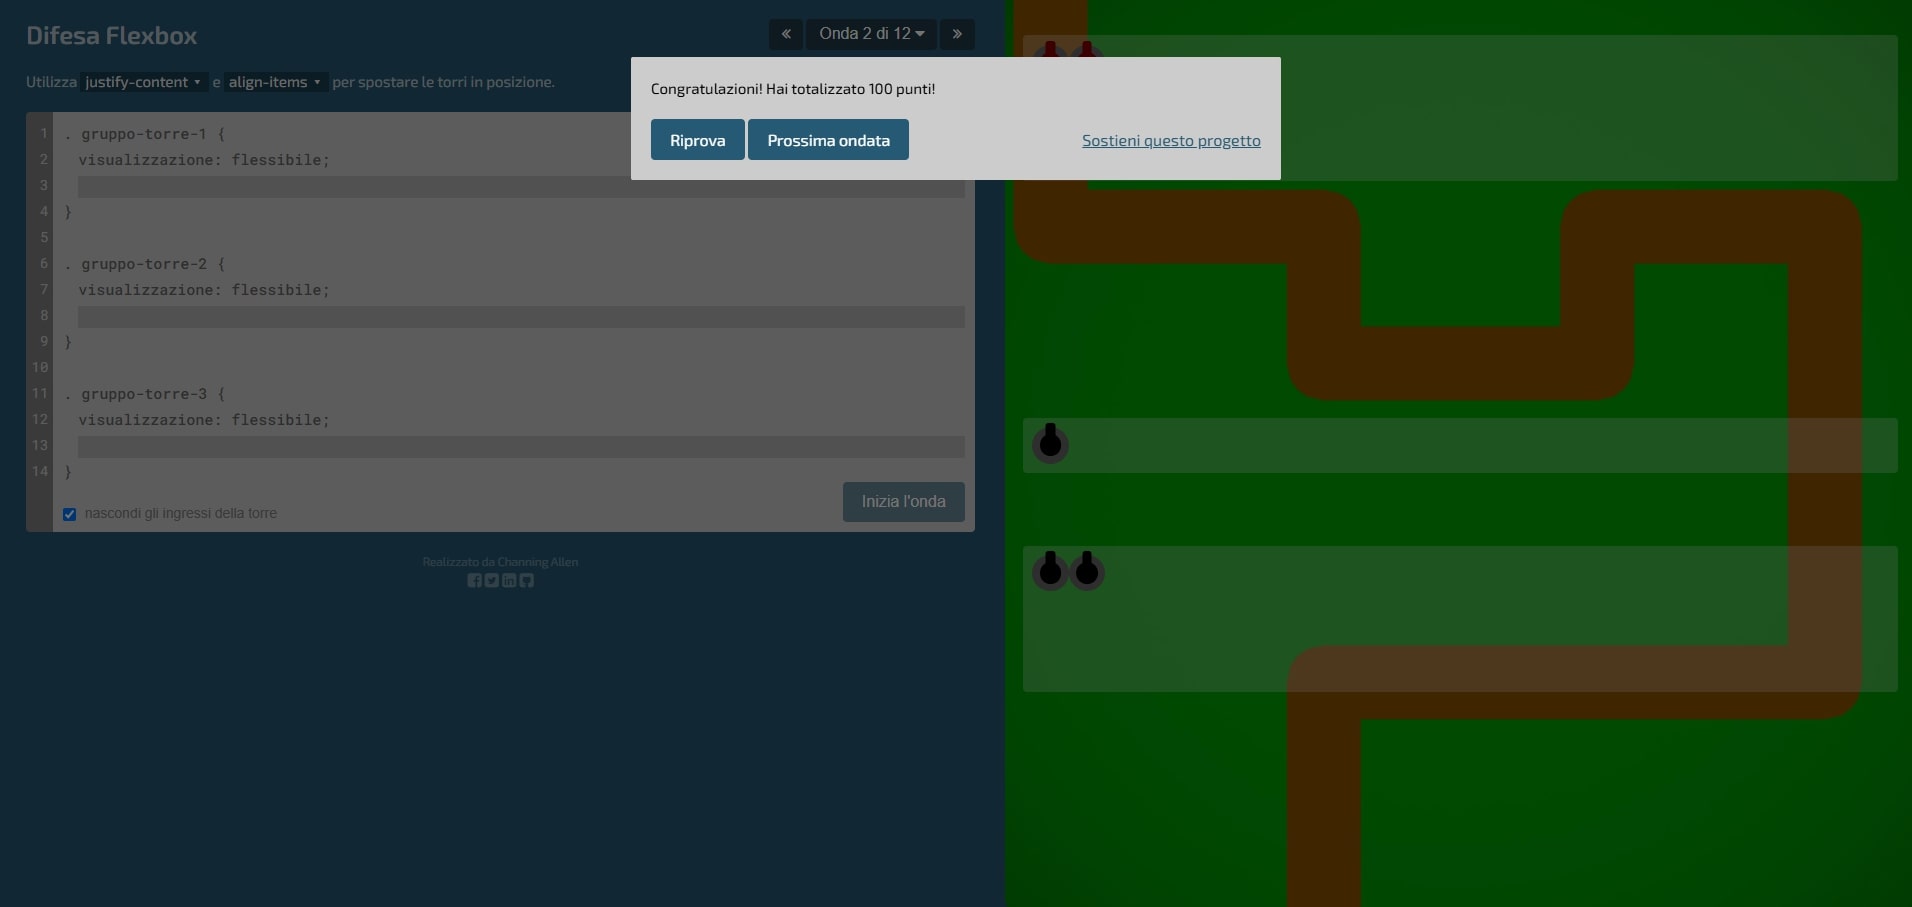 Difesa Flexbox
« Onda 2 di 12 »
Utilizza justify-content e align-items per spostare le torri in posizione.
Congratulazioni! Hai totalizzato 100 punti!
Riprova Prossima ondata Sostieni questo progetto
1 . gruppo-torre-1 {
2 visualizzazione: flessibile;
3
4 }
5
6 . gruppo-torre-2 {
7 visualizzazione: flessibile;
8
9 }
10
11 . gruppo-torre-3 {
12 visualizzazione: flessibile;
13
14 }
nascondi gli ingressi della torre
Inizia l'onda
Realizzato da Channing Allen